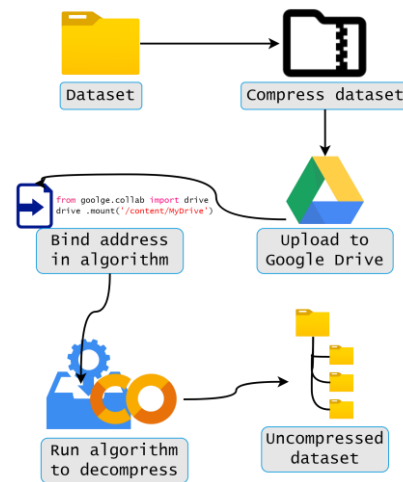 Dataset
Compress dataset
from goolge.collab import drive
drive .mount('/content/MyDrive')
Bind address
in algorithm
Upload to
Google Drive
Run algorithm
to decompress
Uncompressed
dataset